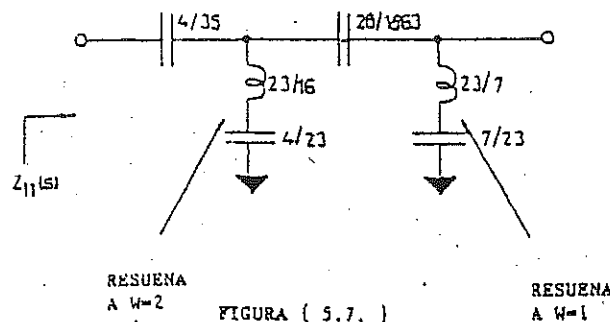 4/35
28/1863
23/16
23/7
4/23
7/23
Z11(s)
RESUENA
A W=2
RESUENA
A W=1
FIGURA ( 5.7. )